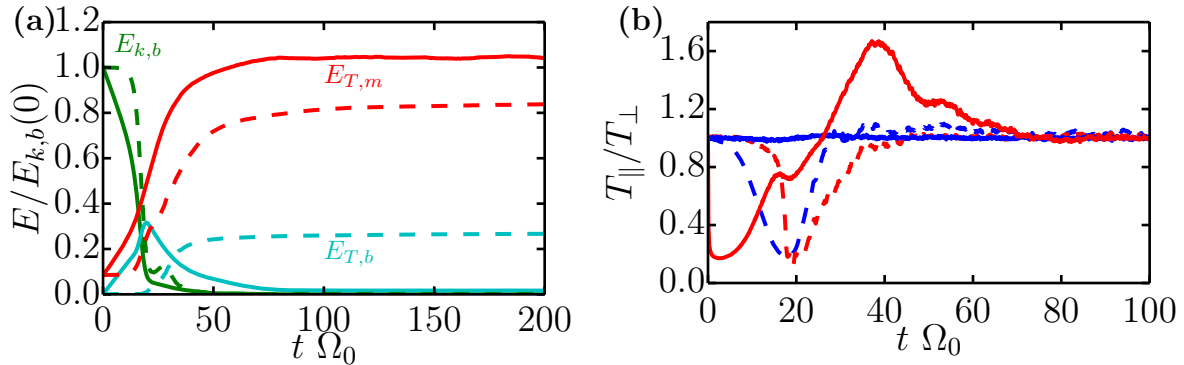 (a)
1.2
1.0
0.8
0.6
0.4
0.2
0.0
E/E_{k,b}(0)
E_{k,b}
E_{T,m}
E_{T,b}
0 50 100 150 200
t Ω_0
(b)
1.6
1.2
0.8
0.4
0.0
T_∥/T_⊥
0 20 40 60 80 100
t Ω_0